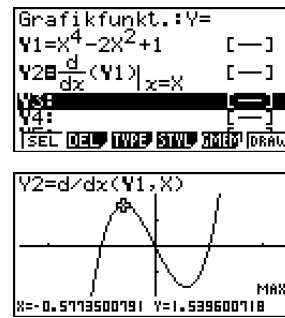 Grafikfunkt.:Y=
Y1=X⁴-2X²+1 [—]
Y2=d/dx(Y1)|x=X [—]
Y3: [—]
Y4: [—]
SEL DEL TYPE STYL GMEM DRAW
Y2=d/dx(Y1,X)
MAX
X=-0.5773500791 Y=1.539600718